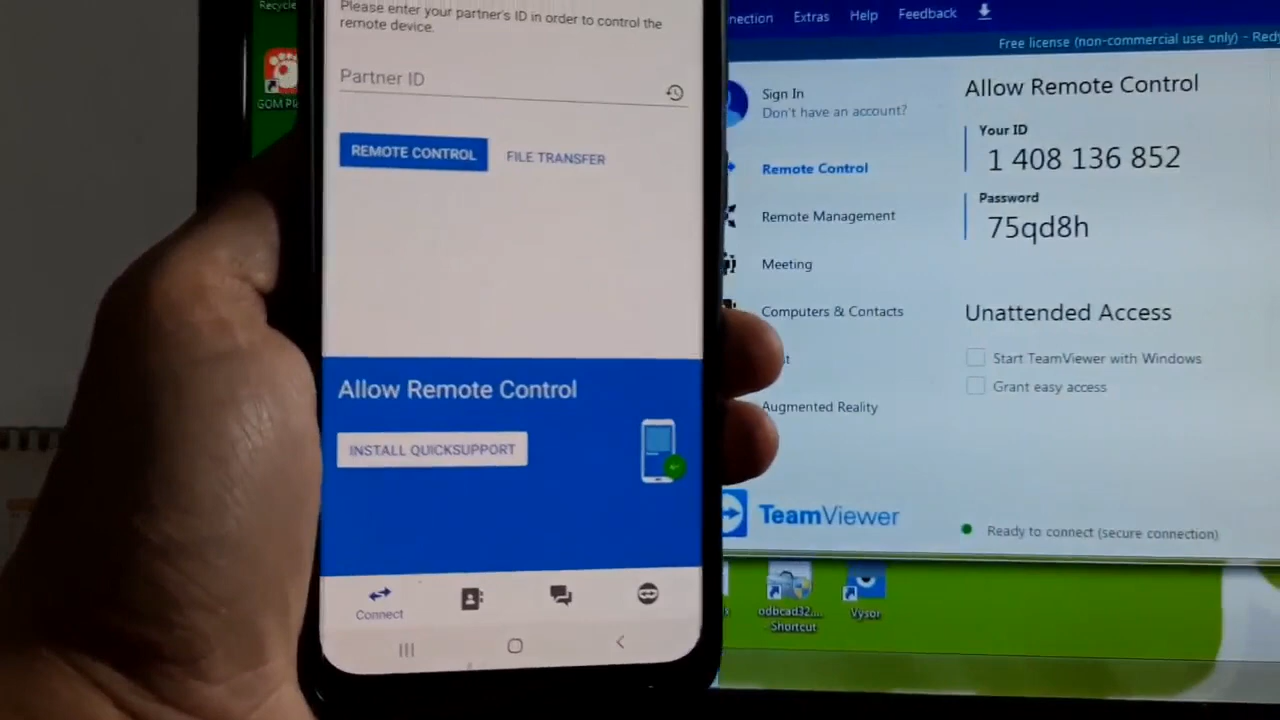 Recycle
GOM Pl
Please enter your partner's ID in order to control the
remote device.
Partner ID
REMOTE CONTROL
FILE TRANSFER
Allow Remote Control
INSTALL QUICKSUPPORT
Connect
nection Extras Help Feedback
Free license (non-commercial use only) - Redy
Sign In
Don't have an account?
Remote Control
Remote Management
Meeting
Computers & Contacts
t
Augmented Reality
TeamViewer
Allow Remote Control
Your ID
1 408 136 852
Password
75qd8h
Unattended Access
Start TeamViewer with Windows
Grant easy access
Ready to connect (secure connection)
s
odbcad32....
- Shortcut
Vysor